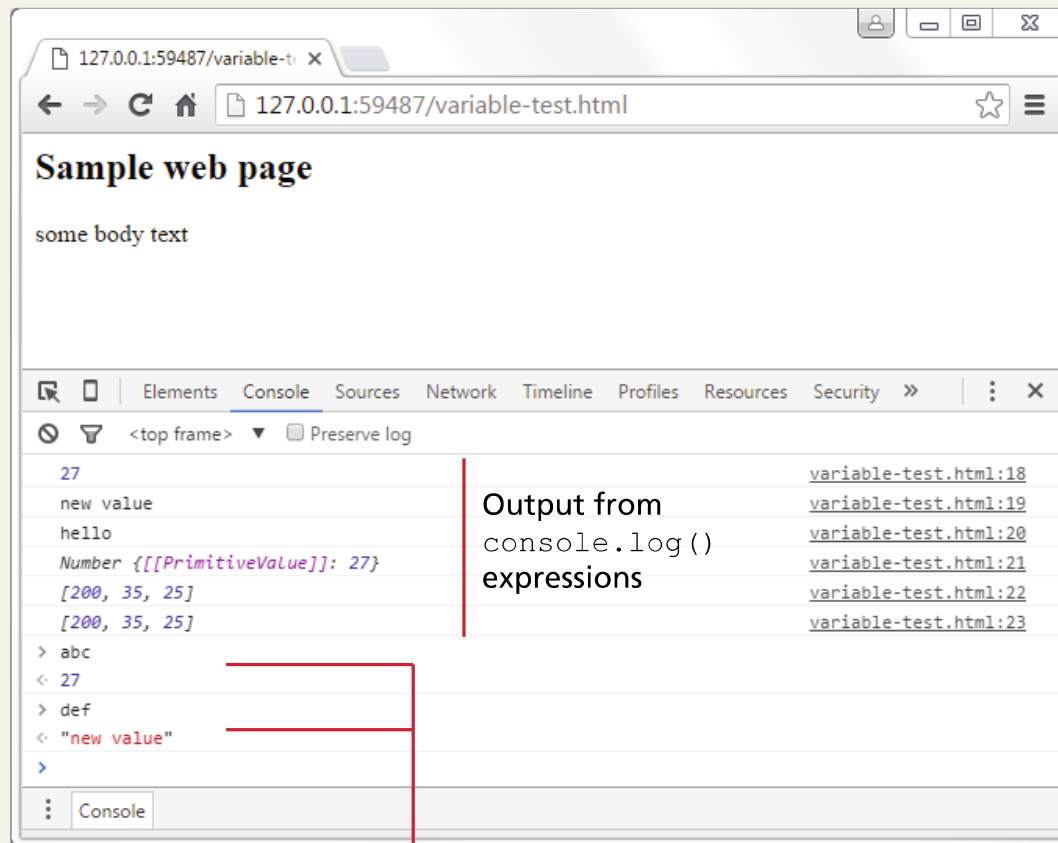 127.0.0.1:59487/variable-te
127.0.0.1:59487/variable-test.html
Sample web page
some body text
Elements Console Sources Network Timeline Profiles Resources Security »
<top frame> ▼ Preserve log
27 variable-test.html:18
new value variable-test.html:19
hello variable-test.html:20
Number {[[PrimitiveValue]]: 27} variable-test.html:21
[200, 35, 25] variable-test.html:22
[200, 35, 25] variable-test.html:23
Output from
console.log()
expressions
> abc
<· 27
> def
<· "new value"
>
Console